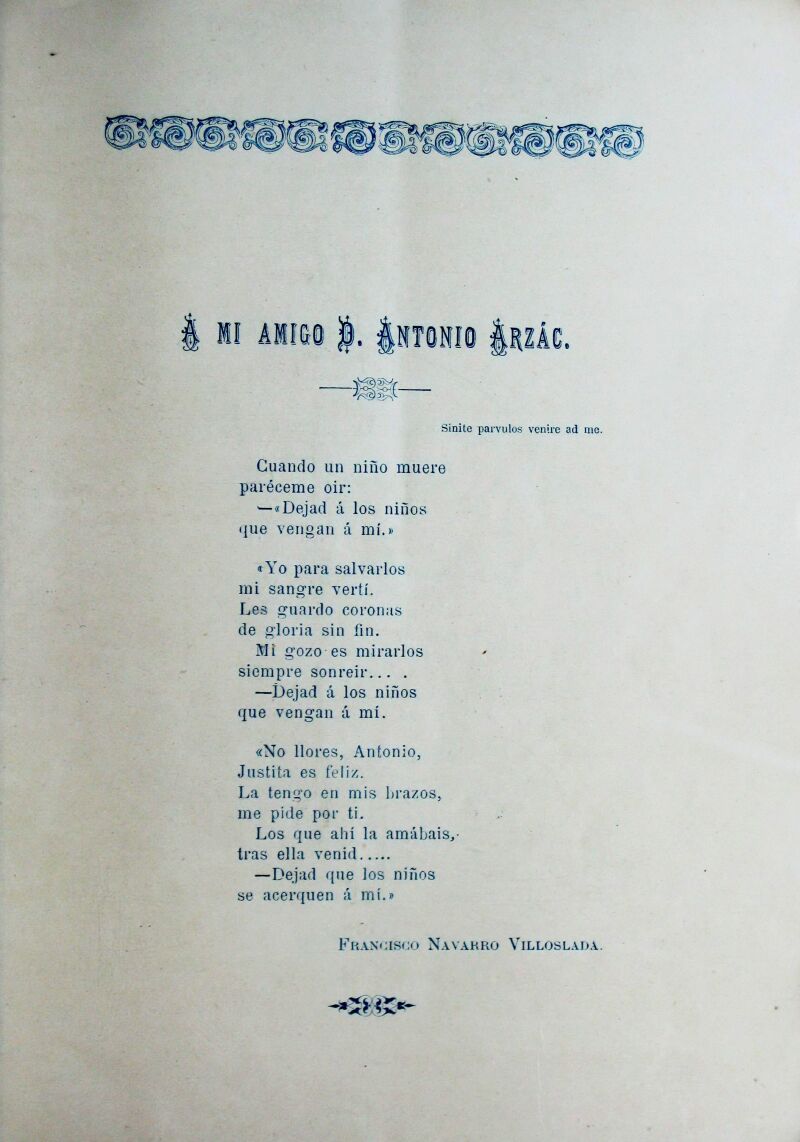 Á MI AMIGO D. ANTONIO ARZÁC.
Sinite parvulos venire ad me.
Cuando un niño muere
paréceme oir:
—«Dejad á los niños
que vengan á mí.»
«Yo para salvarlos
mi sangre vertí.
Les guardo coronas
de gloria sin fin.
Mi gozo es mirarlos
siempre sonreir... .
—Dejad á los niños
que vengan á mí.
«No llores, Antonio,
Justita es feliz.
La tengo en mis brazos,
me pide por ti.
Los que ahí la amábais,
tras ella venid.....
—Dejad que los niños
se acerquen á mí.»
FRANCISCO NAVARRO VILLOSLADA.